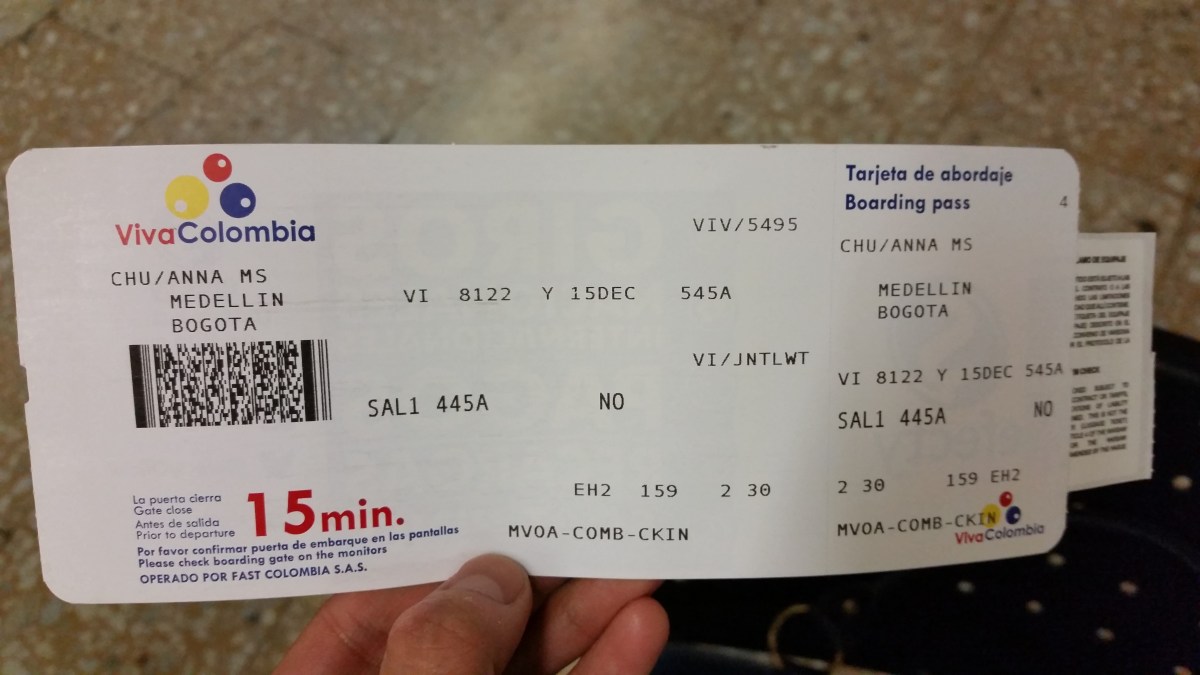 VivaColombia
CHU/ANNA MS
MEDELLIN
BOGOTA
VI 8122 Y 15DEC 545A
VIV/5495
VI/JNTLWT
SAL1 445A NO
EH2 159 2 30
MVOA-COMB-CKIN
La puerta cierra
Gate close
Antes de salida
Prior to departure
15min.
Por favor confirmar puerta de embarque en las pantallas
Please check boarding gate on the monitors
OPERADO POR FAST COLOMBIA S.A.S.
Tarjeta de abordaje
Boarding pass
4
CHU/ANNA MS
MEDELLIN
BOGOTA
VI 8122 Y 15DEC 545A
SAL1 445A NO
2 30 159 EH2
MVOA-COMB-CKIN
VivaColombia